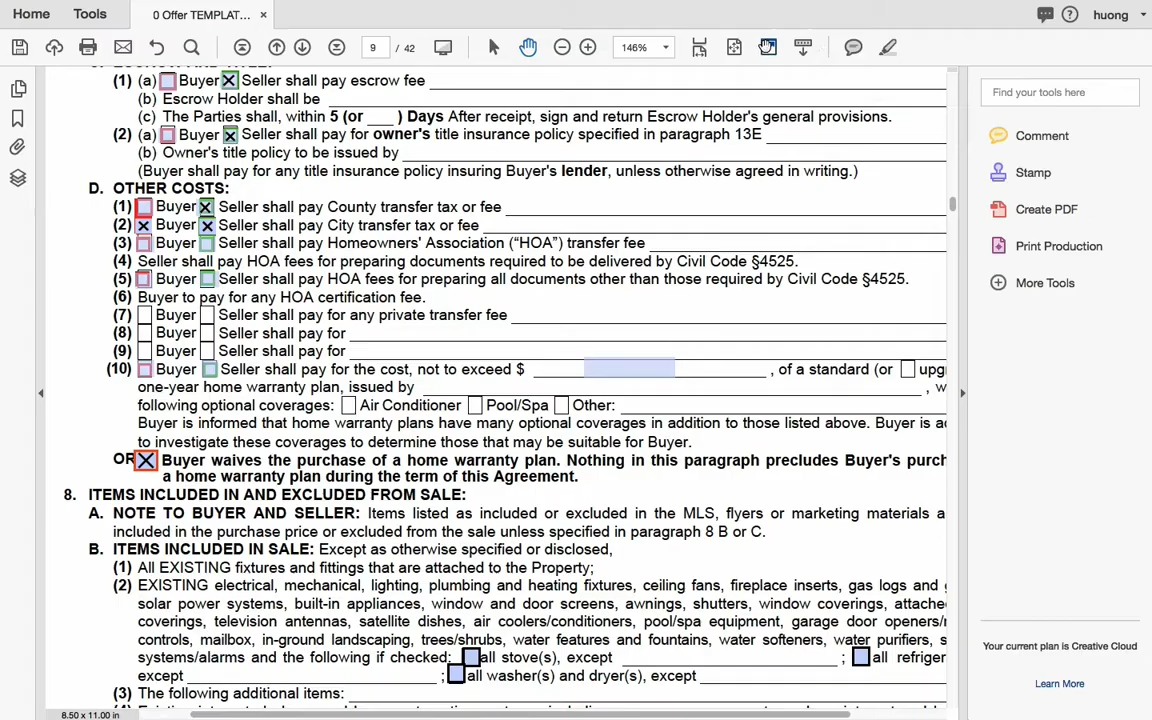 Home Tools 0 Offer TEMPLAT... × huong
9 / 42 146%
(1) (a) Buyer Seller shall pay escrow fee
(b) Escrow Holder shall be
(c) The Parties shall, within 5 (or ___ ) Days After receipt, sign and return Escrow Holder's general provisions.
(2) (a) Buyer Seller shall pay for owner's title insurance policy specified in paragraph 13E
(b) Owner's title policy to be issued by
(Buyer shall pay for any title insurance policy insuring Buyer's lender, unless otherwise agreed in writing.)
D. OTHER COSTS:
(1) Buyer Seller shall pay County transfer tax or fee
(2) Buyer Seller shall pay City transfer tax or fee
(3) Buyer Seller shall pay Homeowners' Association ("HOA") transfer fee
(4) Seller shall pay HOA fees for preparing documents required to be delivered by Civil Code §4525.
(5) Buyer Seller shall pay HOA fees for preparing all documents other than those required by Civil Code §4525.
(6) Buyer to pay for any HOA certification fee.
(7) Buyer Seller shall pay for any private transfer fee
(8) Buyer Seller shall pay for
(9) Buyer Seller shall pay for
(10) Buyer Seller shall pay for the cost, not to exceed $ , of a standard (or upgr
one-year home warranty plan, issued by , w
following optional coverages: Air Conditioner Pool/Spa Other:
Buyer is informed that home warranty plans have many optional coverages in addition to those listed above. Buyer is ad
to investigate these coverages to determine those that may be suitable for Buyer.
OR Buyer waives the purchase of a home warranty plan. Nothing in this paragraph precludes Buyer's purch
a home warranty plan during the term of this Agreement.
8. ITEMS INCLUDED IN AND EXCLUDED FROM SALE:
A. NOTE TO BUYER AND SELLER: Items listed as included or excluded in the MLS, flyers or marketing materials a
included in the purchase price or excluded from the sale unless specified in paragraph 8 B or C.
B. ITEMS INCLUDED IN SALE: Except as otherwise specified or disclosed,
(1) All EXISTING fixtures and fittings that are attached to the Property;
(2) EXISTING electrical, mechanical, lighting, plumbing and heating fixtures, ceiling fans, fireplace inserts, gas logs and
solar power systems, built-in appliances, window and door screens, awnings, shutters, window coverings, attache
coverings, television antennas, satellite dishes, air coolers/conditioners, pool/spa equipment, garage door openers/r
controls, mailbox, in-ground landscaping, trees/shrubs, water features and fountains, water softeners, water purifiers, s
systems/alarms and the following if checked: all stove(s), except ; all refriger
except ; all washer(s) and dryer(s), except
(3) The following additional items:
8.50 x 11.00 in
Find your tools here
Comment
Stamp
Create PDF
Print Production
More Tools
Your current plan is Creative Cloud
Learn More